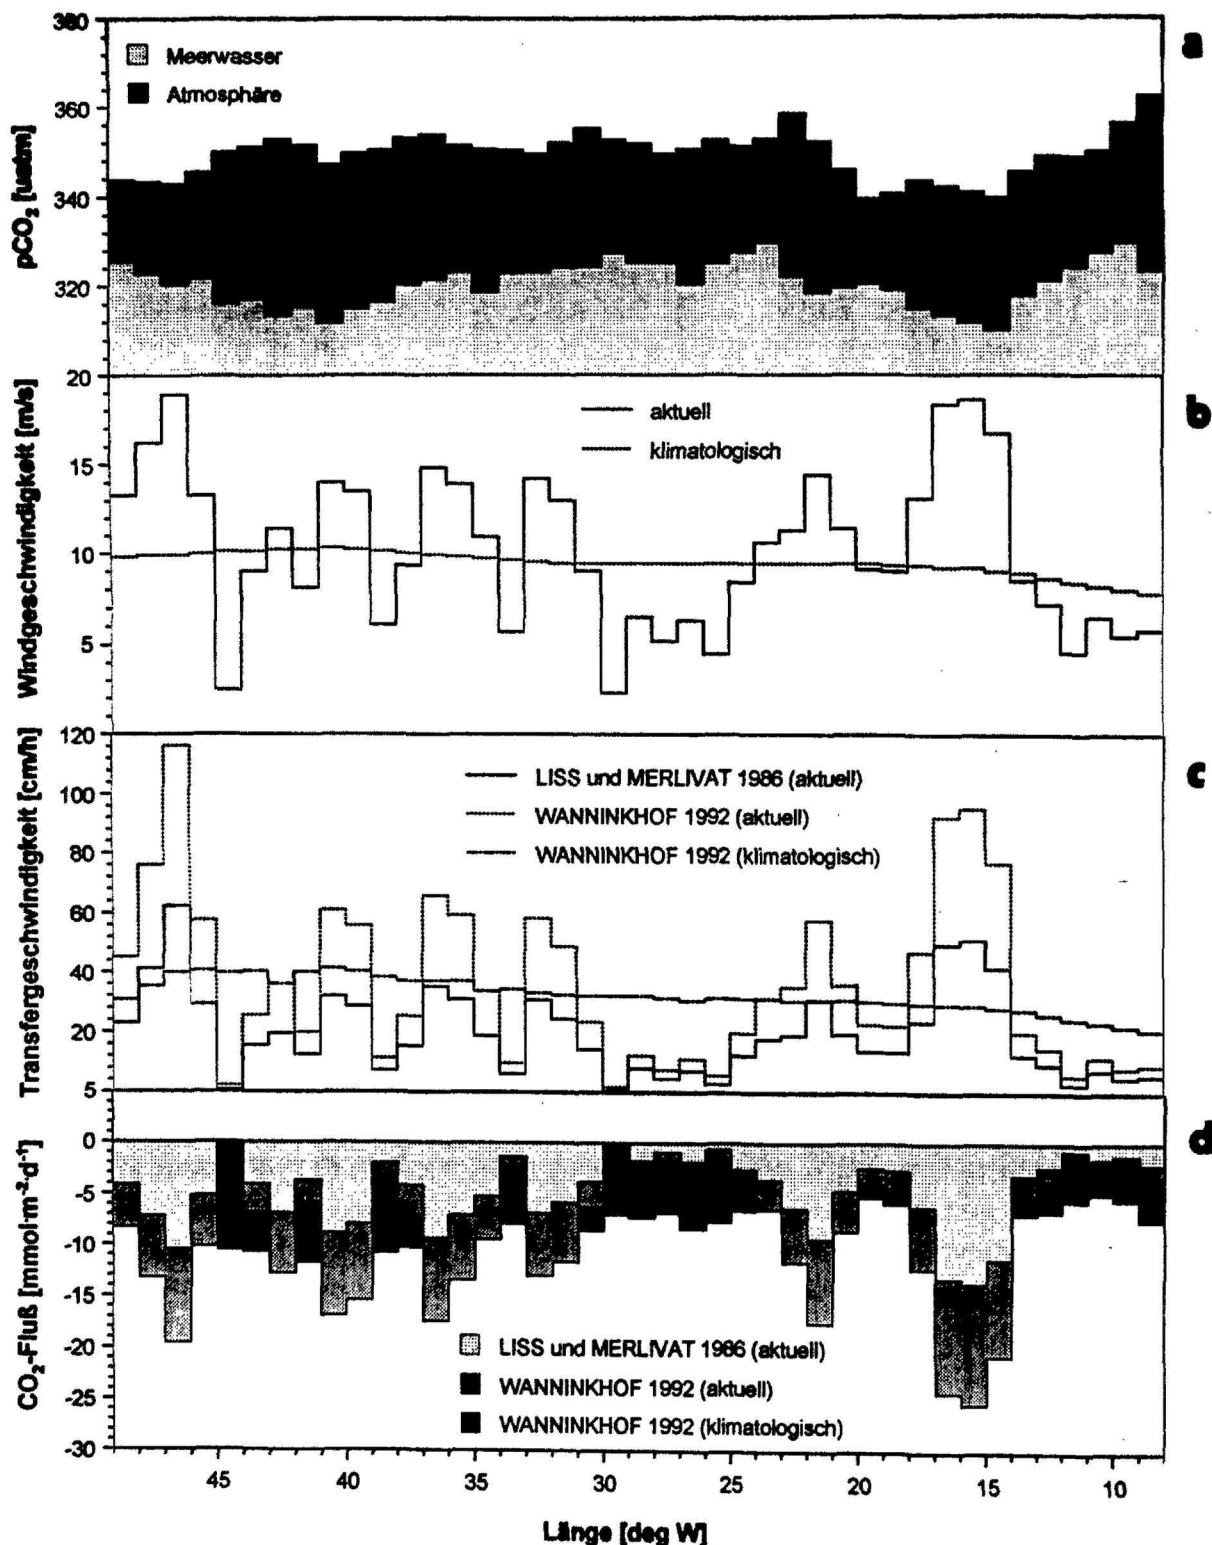 380
360
340
320
pCO₂ [uatm]
Meerwasser
Atmosphäre
a
20
15
10
5
Windgeschwindigkeit [m/s]
aktuell
klimatologisch
b
120
100
80
60
40
20
5
Transfergeschwindigkeit [cm/h]
LISS und MERLIVAT 1986 (aktuell)
WANNINKHOF 1992 (aktuell)
WANNINKHOF 1992 (klimatologisch)
c
0
-5
-10
-15
-20
-25
-30
CO₂-Fluß [mmol·m⁻²·d⁻¹]
LISS und MERLIVAT 1986 (aktuell)
WANNINKHOF 1992 (aktuell)
WANNINKHOF 1992 (klimatologisch)
d
45 40 35 30 25 20 15 10
Länge [deg W]